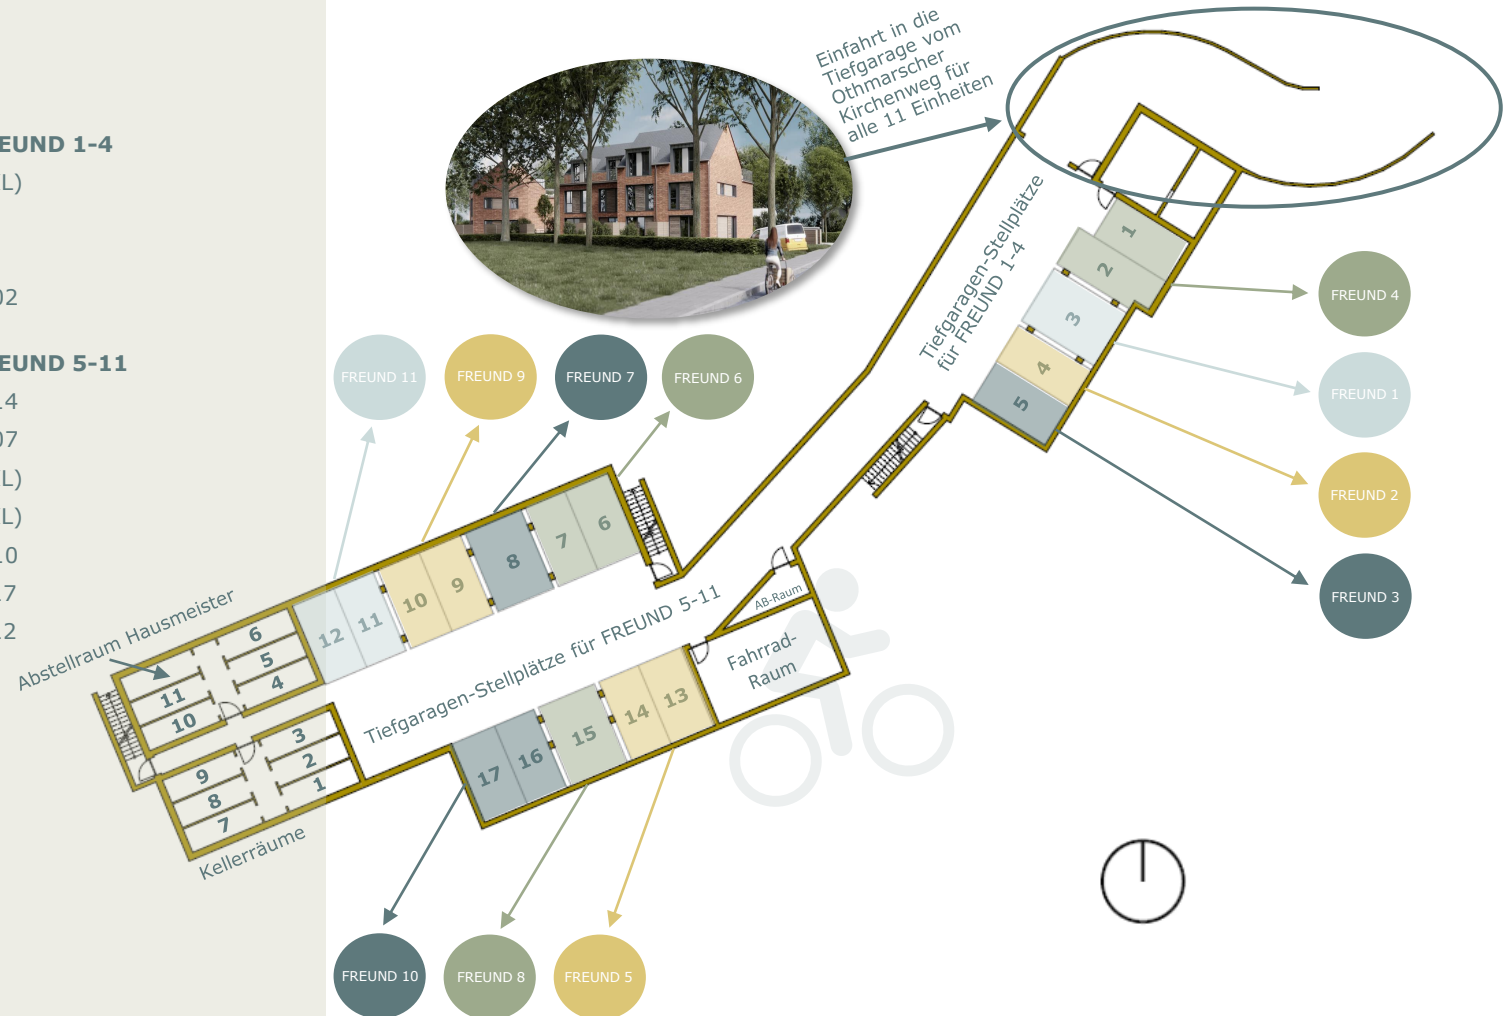 EUND 1-4
L)
02
EUND 5-11
14
07
L)
L)
10
17
12
Einfahrt in die
Tiefgarage vom
Othmarscher
Kirchenweg für
alle 11 Einheiten
Tiefgaragen-Stellplätze
für FREUND 1-4
1
2
3
4
5
FREUND 4
FREUND 1
FREUND 2
FREUND 3
FREUND 11
FREUND 9
FREUND 7
FREUND 6
12
11
10
9
8
7
6
Abstellraum Hausmeister
6
5
4
11
10
3
2
1
9
8
7
Kellerräume
Tiefgaragen-Stellplätze für FREUND 5-11
AB-Raum
Fahrrad-
Raum
17
16
15
14
13
FREUND 10
FREUND 8
FREUND 5